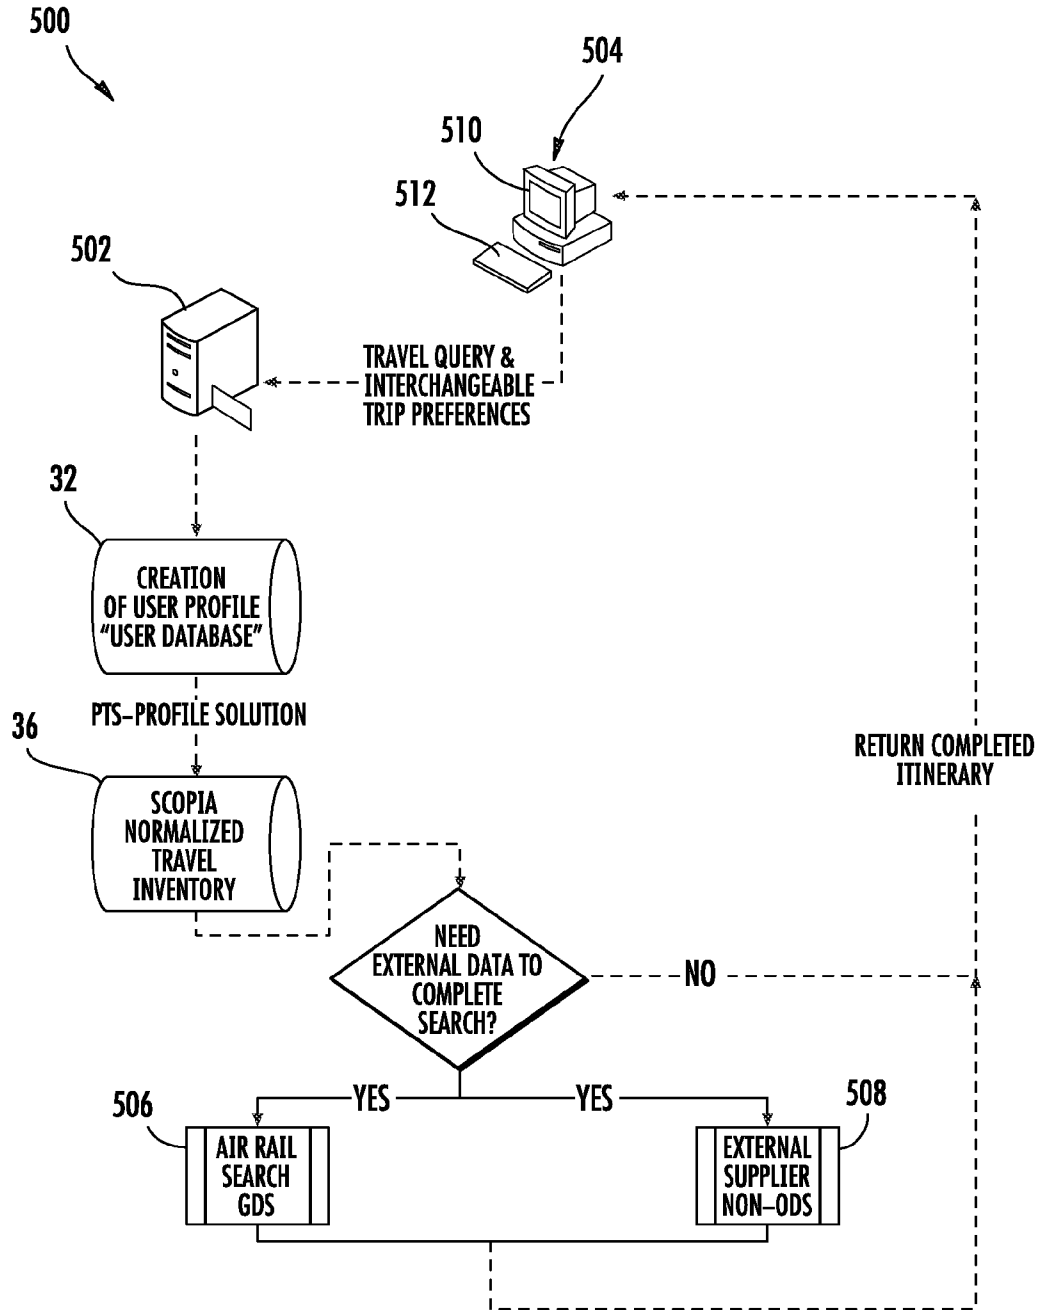 500
504
510
512
502
TRAVEL QUERY &
INTERCHANGEABLE
TRIP PREFERENCES
32
CREATION
OF USER PROFILE
“USER DATABASE”
PTS–PROFILE SOLUTION
36
SCOPIA
NORMALIZED
TRAVEL
INVENTORY
RETURN COMPLETED
ITINERARY
NEED
EXTERNAL DATA TO
COMPLETE
SEARCH?
NO
YES
YES
506
AIR RAIL
SEARCH
GDS
508
EXTERNAL
SUPPLIER
NON–ODS